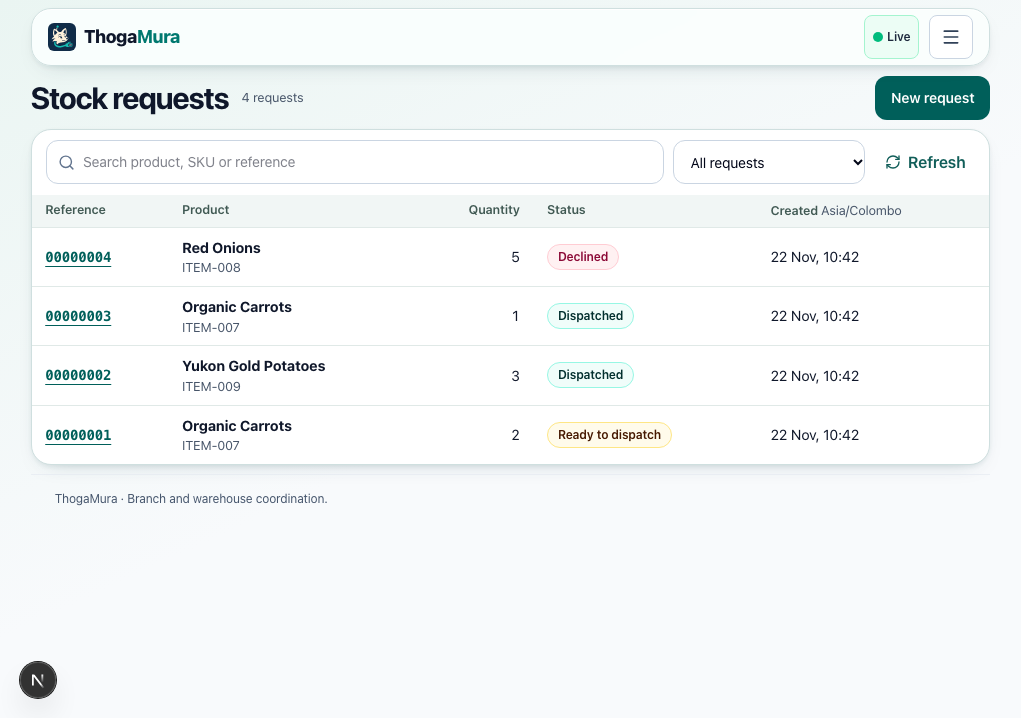 ThogaMura
Live
Stock requests 4 requests
New request
Search product, SKU or reference
All requests
Refresh
Reference Product Quantity Status Created Asia/Colombo
00000004 Red Onions ITEM-008 5 Declined 22 Nov, 10:42
00000003 Organic Carrots ITEM-007 1 Dispatched 22 Nov, 10:42
00000002 Yukon Gold Potatoes ITEM-009 3 Dispatched 22 Nov, 10:42
00000001 Organic Carrots ITEM-007 2 Ready to dispatch 22 Nov, 10:42
ThogaMura · Branch and warehouse coordination.
N